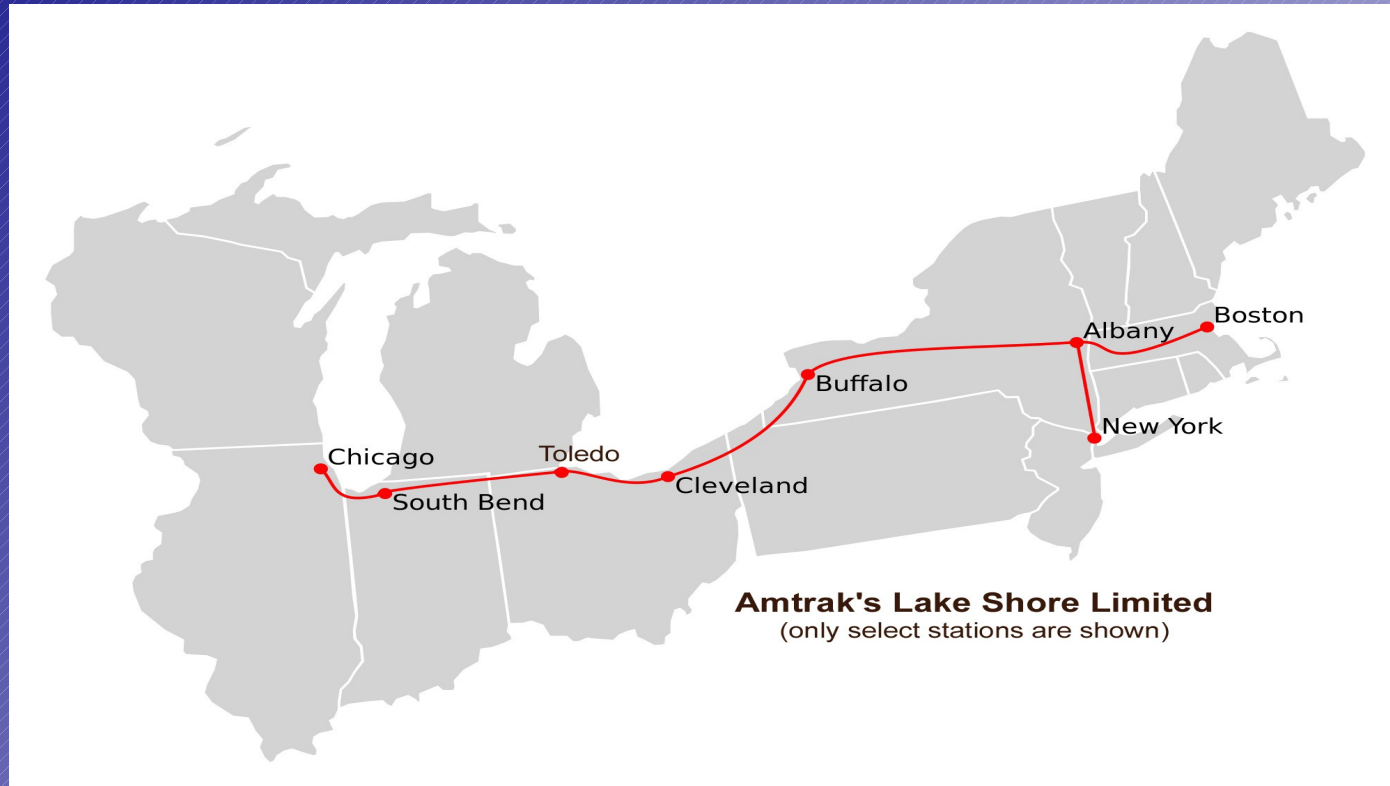 Boston
Albany
Buffalo
New York
Toledo
Chicago
Cleveland
South Bend
Amtrak's Lake Shore Limited
(only select stations are shown)